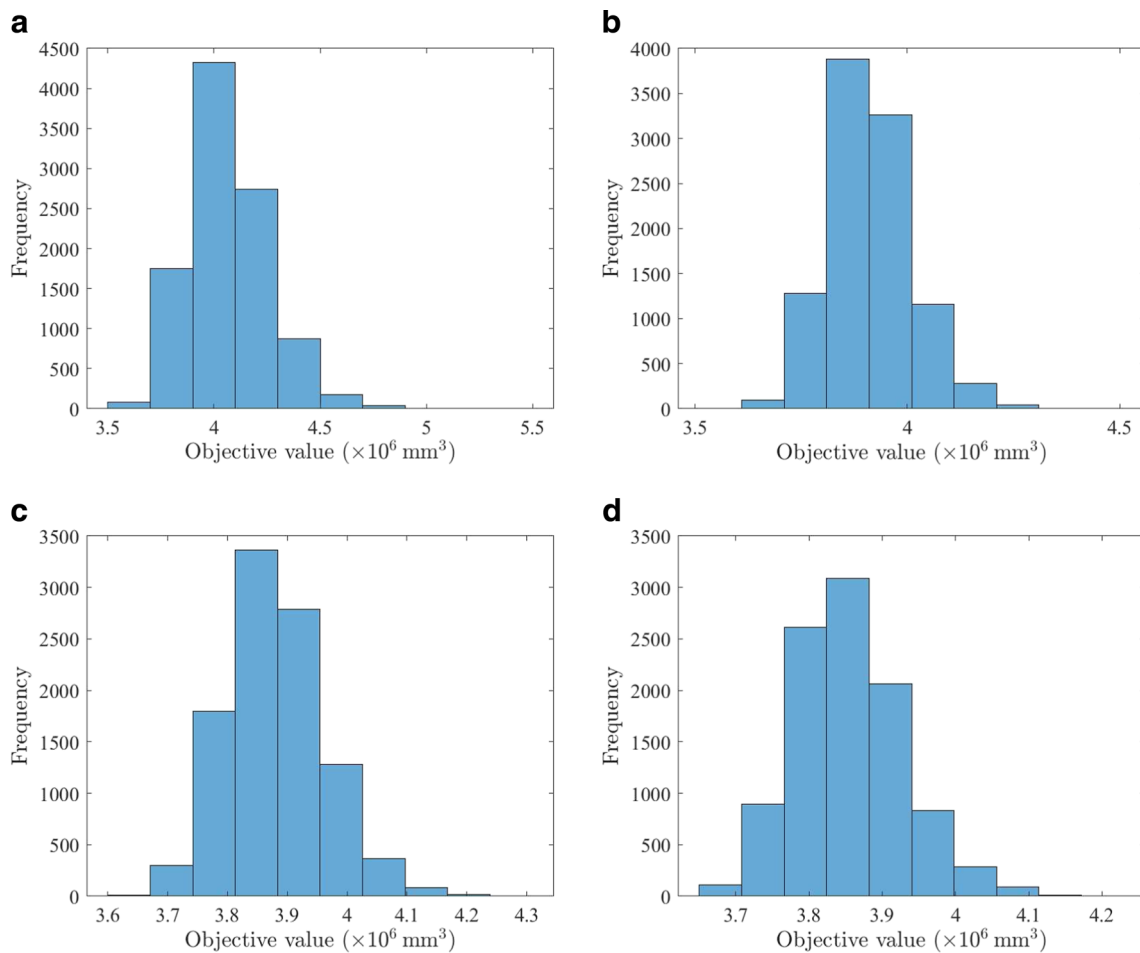 a
4500
4000
3500
3000
2500
2000
1500
1000
500
0
Frequency
3.5 4 4.5 5 5.5
Objective value (×10⁶ mm³)
b
4000
3500
3000
2500
2000
1500
1000
500
0
Frequency
3.5 4 4.5
Objective value (×10⁶ mm³)
c
3500
3000
2500
2000
1500
1000
500
0
Frequency
3.6 3.7 3.8 3.9 4 4.1 4.2 4.3
Objective value (×10⁶ mm³)
d
3500
3000
2500
2000
1500
1000
500
0
Frequency
3.7 3.8 3.9 4 4.1 4.2
Objective value (×10⁶ mm³)